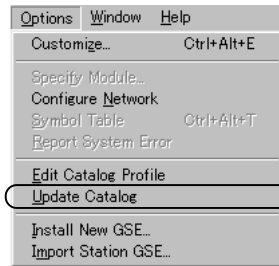 Options Window Help
Customize... Ctrl+Alt+E
Specify Module...
Configure Network
Symbol Table Ctrl+Alt+T
Report System Error
Edit Catalog Profile
Update Catalog
Install New GSE...
Import Station GSE...